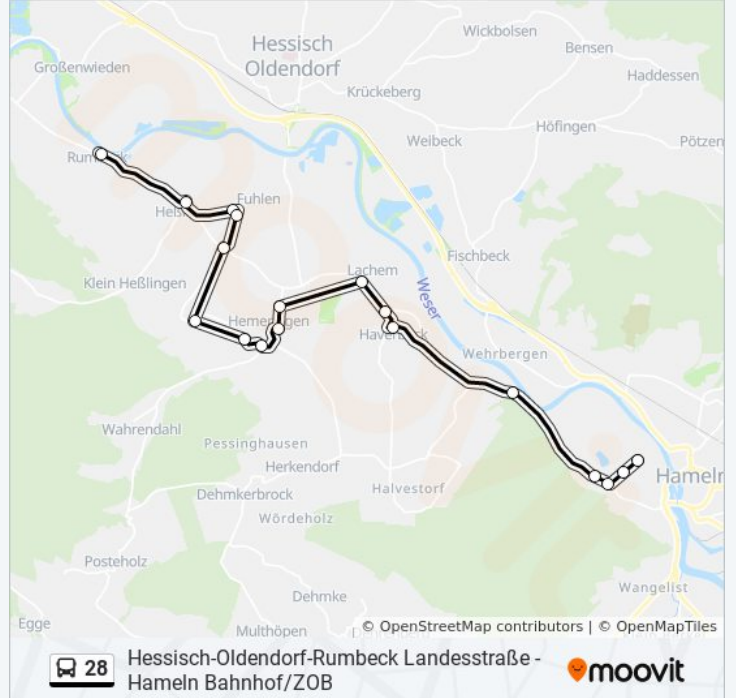 Wickbolsen
Hessisch
Oldendorf
Bensen
Großenwieden
Haddessen
Krückeberg
Höfingen
Weibeck
Pötzen
Fuhlen
Fischbeck
Lachem
Klein Heßlingen
Weser
Wehrbergen
Wahrendahl
Pessinghausen
Herkendorf
Hameln
Halvestorf
Dehmkerbrock
Wördeholz
Posteholz
Wangelist
Dehmke
Egge
Multhöpen
© OpenStreetMap contributors | © OpenMapTiles
28
Hessisch-Oldendorf-Rumbeck Landesstraße -
Hameln Bahnhof/ZOB
moovit